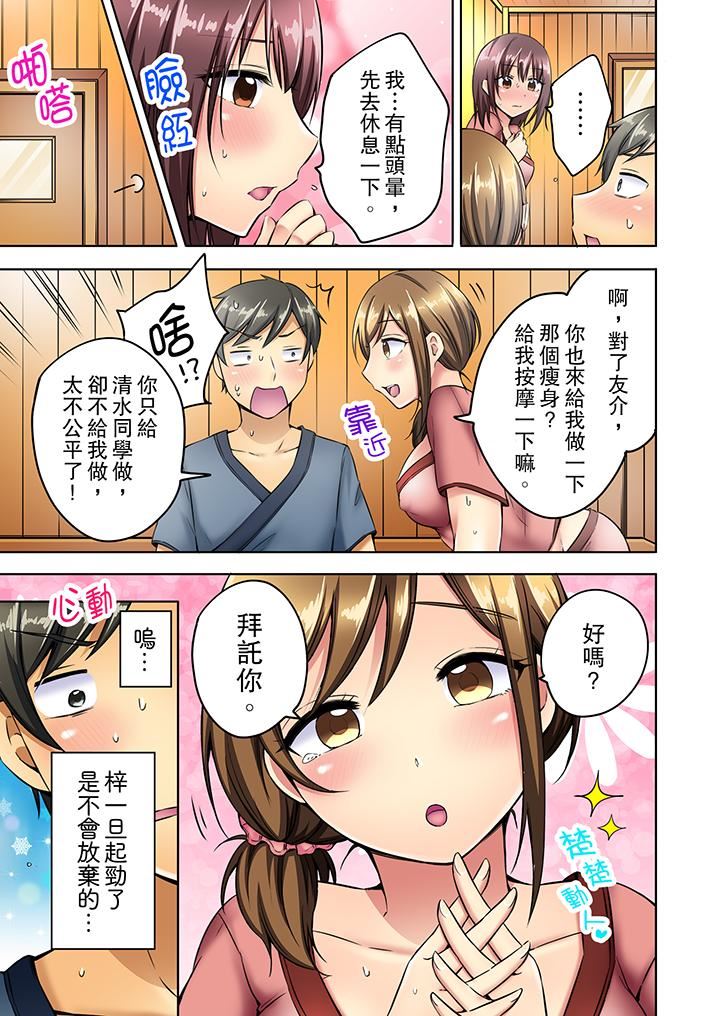 ……
我…有點頭暈，
先去休息一下。
臉紅
啪嗒
啊，對了友介，
你也來給我做一下
那個瘦身？
給我按摩一下嘛。
靠近
啥!?
你只給
清水同學做，
卻不給我做，
太不公平了！
好嗎？
拜託你。
楚楚動人
心動
嗚…
梓一旦起勁了
是不會放棄的…